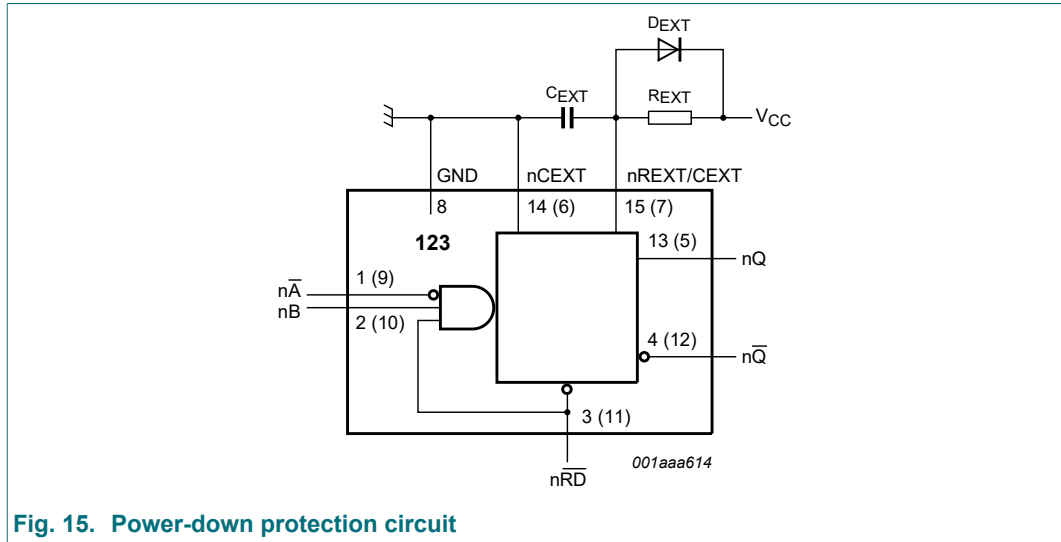 DEXT
CEXT
REXT
VCC
GND
nCEXT
nREXT/CEXT
8
14 (6)
15 (7)
123
13 (5)
nQ
1 (9)
nA̅
nB
2 (10)
4 (12)
nQ̅
3 (11)
001aaa614
nR̅D̅
Fig. 15. Power-down protection circuit